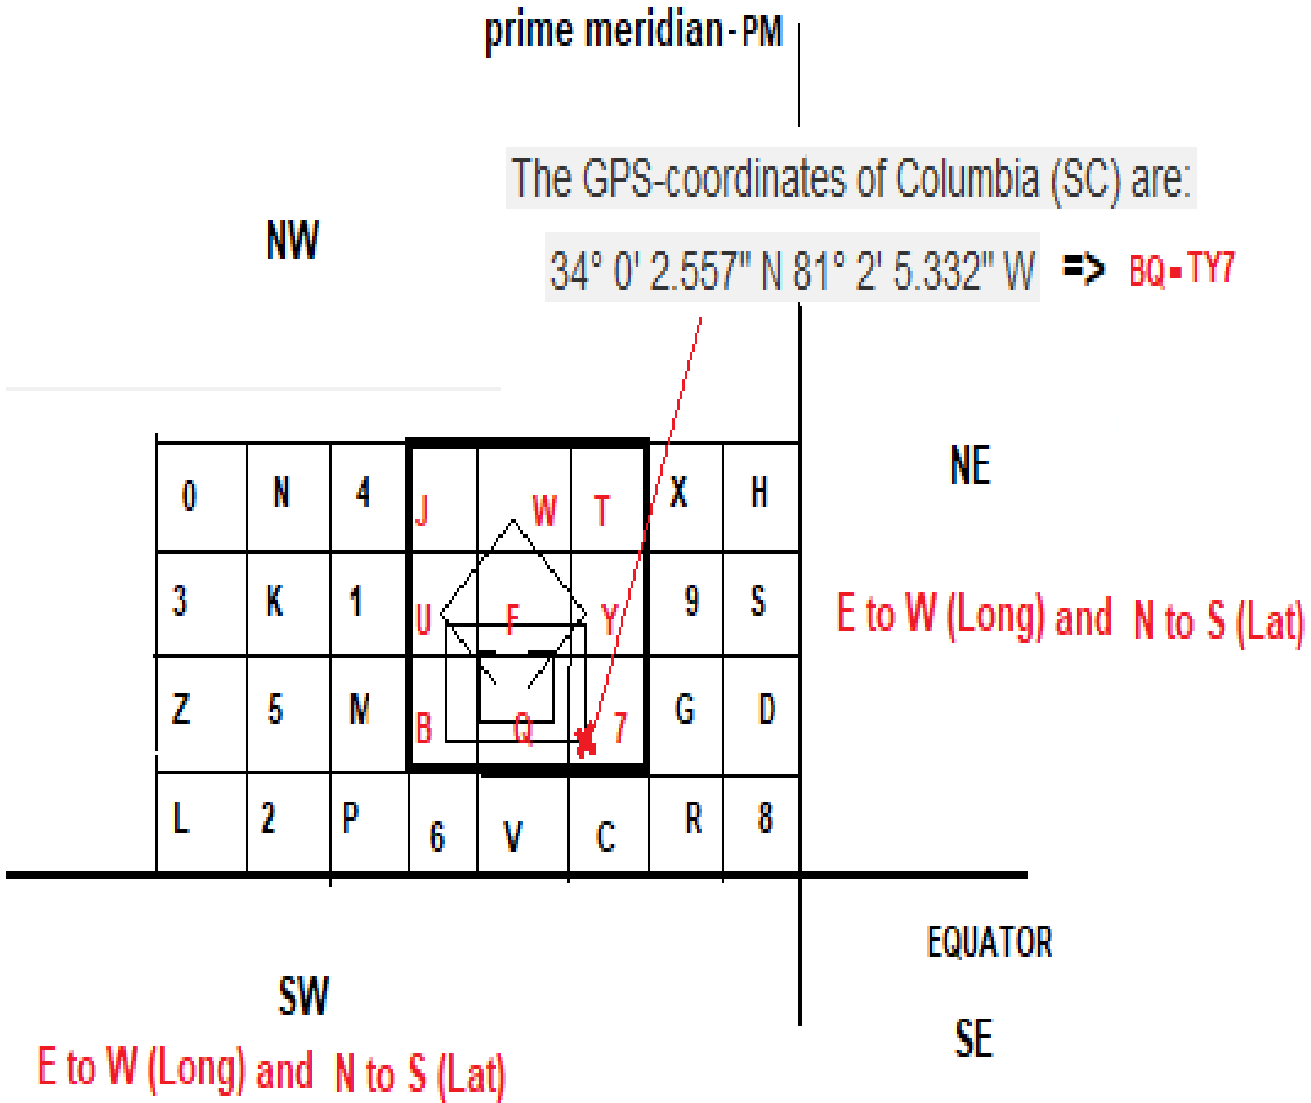 prime meridian - PM
The GPS-coordinates of Columbia (SC) are:
NW
34° 0' 2.557" N 81° 2' 5.332" W => BQ-TY7
NE
0 N 4 J W T X H
3 K 1 U F Y 9 S
E to W (Long) and N to S (Lat)
Z 5 M B Q 7 G D
L 2 P 6 V C R 8
EQUATOR
SW
SE
E to W (Long) and N to S (Lat)